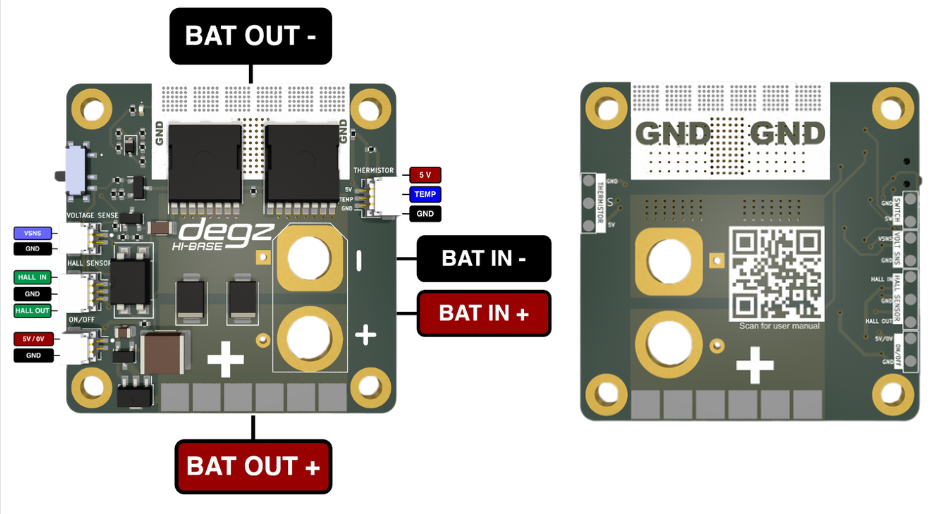 BAT OUT -
GND
GND
THERMISTOR
5V
TEMP
GND
5 V
TEMP
GND
VOLTAGE SENSE
VSNS
GND
HALL SENSOR
HALL IN
GND
HALL OUT
ON/OFF
5V / 0V
GND
degz
HI-BASE
BAT IN -
BAT IN +
BAT OUT +
GND GND
THERMISTOR
GND
S
5V
SWITCH
GND
SW
VOLT SNS
VSNS
GND
HALL SENSOR
HALL IN
GND
HALL OUT
ON/OFF
5V/0V
GND
Scan for user manual